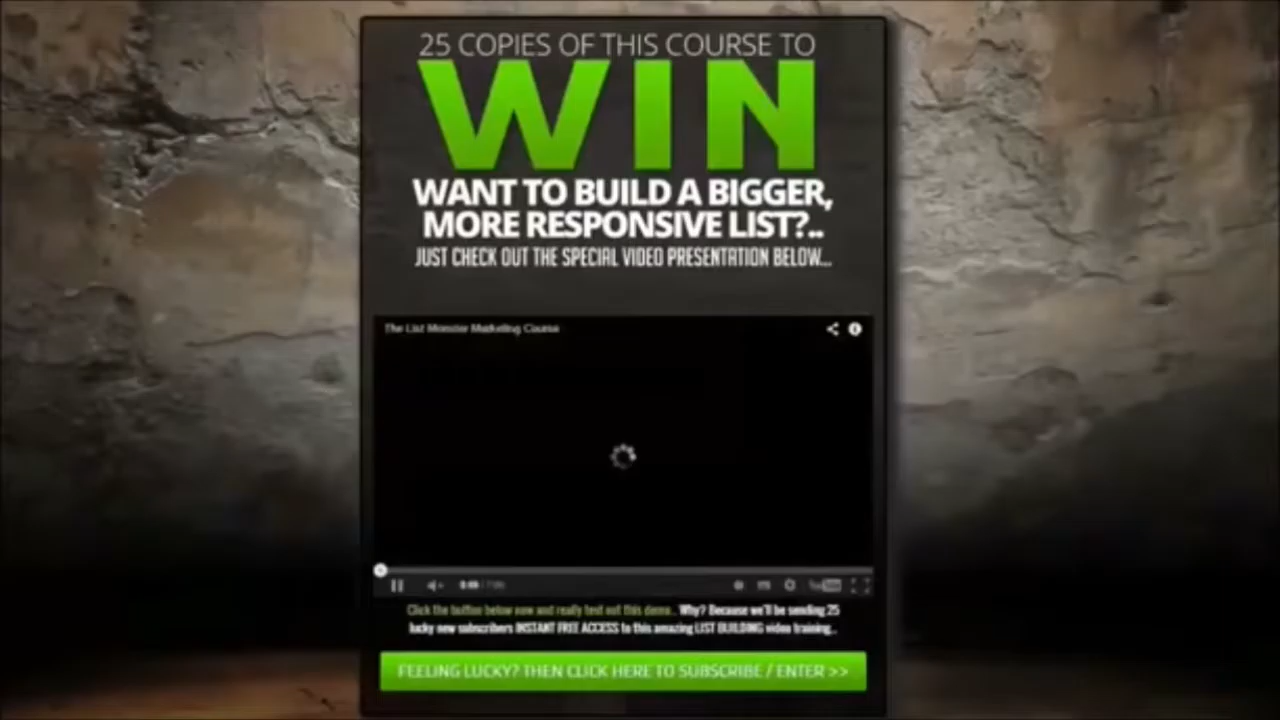 25 COPIES OF THIS COURSE TO
WIN
WANT TO BUILD A BIGGER,
MORE RESPONSIVE LIST?..
JUST CHECK OUT THE SPECIAL VIDEO PRESENTATION BELOW...
The List Monster Marketing Course
Click the button below now and really test out this demo.. Why? Because we'll be sending 25
lucky new subscribers INSTANT FREE ACCESS to this amazing LIST BUILDING video training..
FEELING LUCKY? THEN CLICK HERE TO SUBSCRIBE / ENTER >>